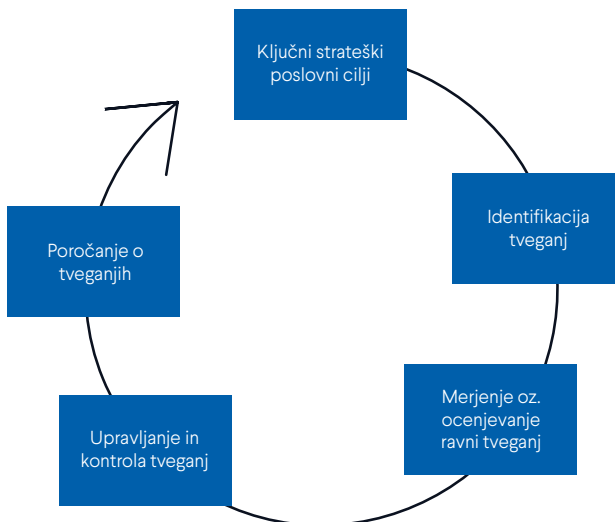 Ključni strateški
poslovni cilji
Identifikacija
tveganj
Merjenje oz.
ocenjevanje
ravni tveganj
Upravljanje in
kontrola tveganj
Poročanje o
tveganjih